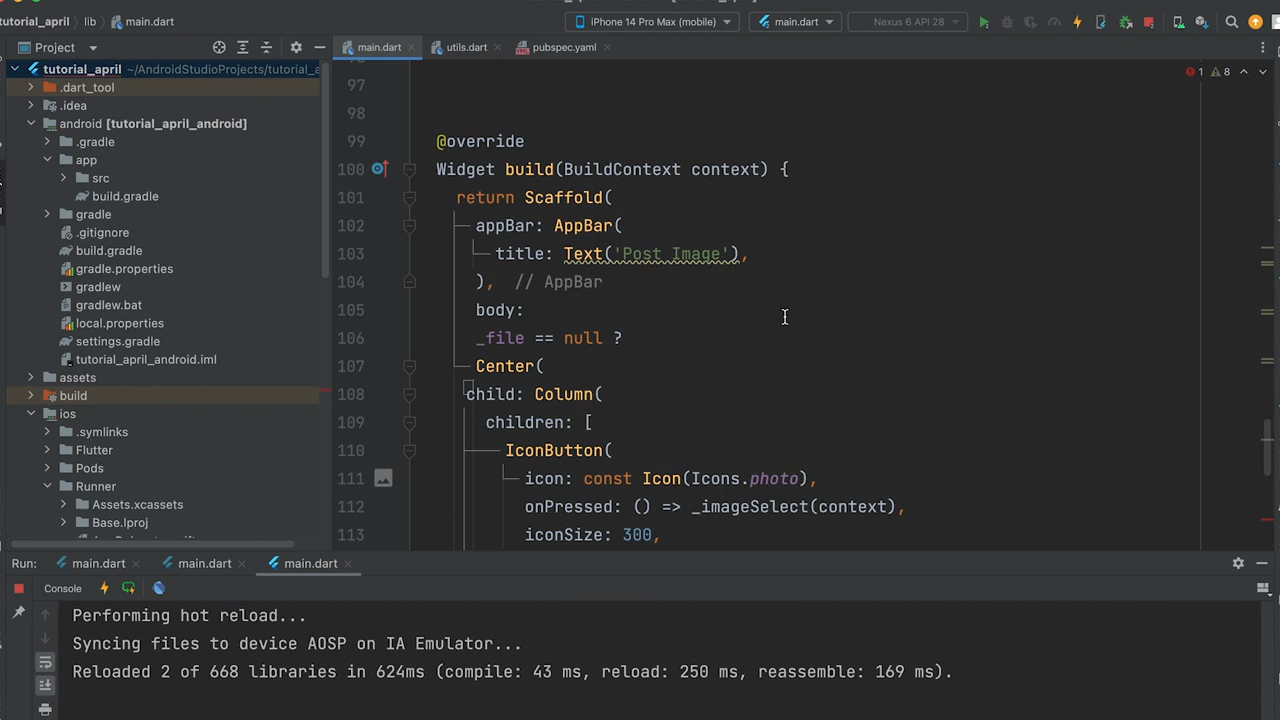 tutorial_april lib main.dart iPhone 14 Pro Max (mobile) main.dart Nexus 6 API 28
Project main.dart utils.dart pubspec.yaml
tutorial_april ~/AndroidStudioProjects/tutorial_a
.dart_tool
.idea
android [tutorial_april_android]
.gradle
app
src
build.gradle
gradle
.gitignore
build.gradle
gradle.properties
gradlew
gradlew.bat
local.properties
settings.gradle
tutorial_april_android.iml
assets
build
ios
.symlinks
Flutter
Pods
Runner
Assets.xcassets
Base.lproj
1 8
97
98
99 @override
100 Widget build(BuildContext context) {
101 return Scaffold(
102 appBar: AppBar(
103 title: Text('Post Image'),
104 ), // AppBar
105 body:
106 _file == null ?
107 Center(
108 child: Column(
109 children: [
110 IconButton(
111 icon: const Icon(Icons.photo),
112 onPressed: () => _imageSelect(context),
113 iconSize: 300,
Run: main.dart main.dart main.dart
Console
Performing hot reload...
Syncing files to device AOSP on IA Emulator...
Reloaded 2 of 668 libraries in 624ms (compile: 43 ms, reload: 250 ms, reassemble: 169 ms).